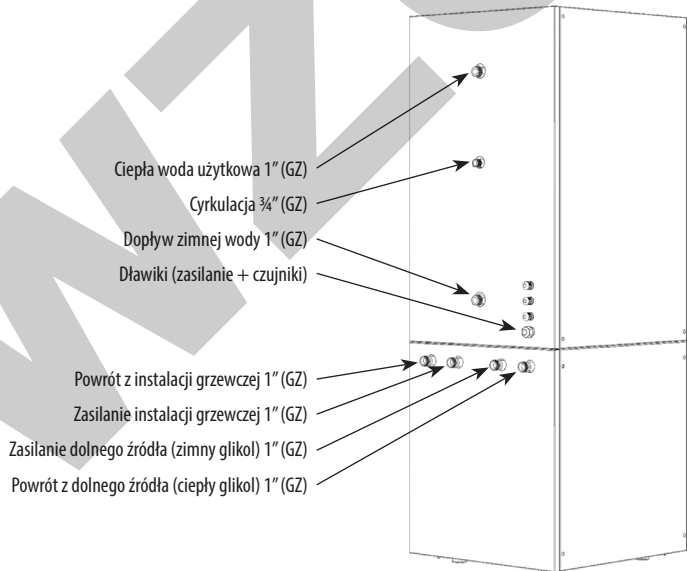 Ciepła woda użytkowa 1” (GZ)
Cyrkulacja ¾” (GZ)
Dopływ zimnej wody 1” (GZ)
Dławiki (zasilanie + czujniki)
Powrót z instalacji grzewczej 1” (GZ)
Zasilanie instalacji grzewczej 1” (GZ)
Zasilanie dolnego źródła (zimny glikol) 1” (GZ)
Powrót z dolnego źródła (ciepły glikol) 1” (GZ)